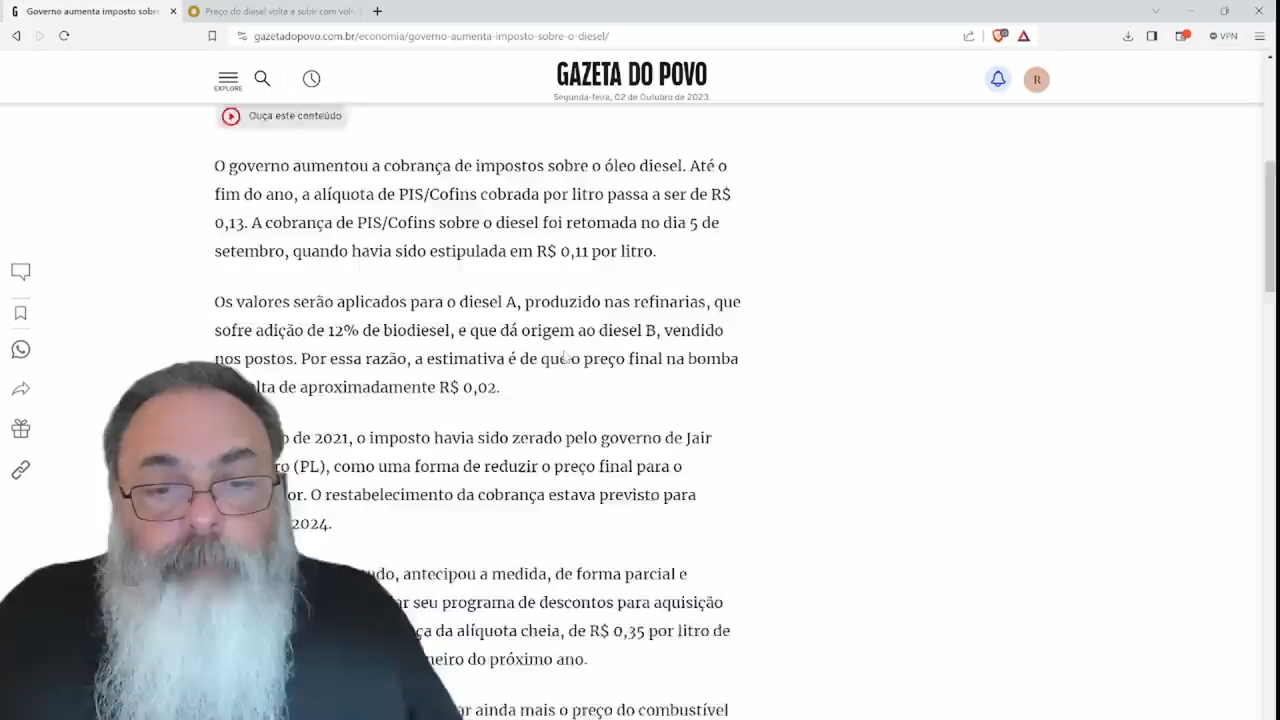 Governo aumenta imposto sobr
Preço do diesel volta a subir com volt
gazetadopovo.com.br/economia/governo-aumenta-imposto-sobre-o-diesel/
VPN
EXPLORE
GAZETA DO POVO
Segunda-feira, 02 de Outubro de 2023.
R
Ouça este conteúdo
O governo aumentou a cobrança de impostos sobre o óleo diesel. Até o
fim do ano, a alíquota de PIS/Cofins cobrada por litro passa a ser de R$
0,13. A cobrança de PIS/Cofins sobre o diesel foi retomada no dia 5 de
setembro, quando havia sido estipulada em R$ 0,11 por litro.
Os valores serão aplicados para o diesel A, produzido nas refinarias, que
sofre adição de 12% de biodiesel, e que dá origem ao diesel B, vendido
nos postos. Por essa razão, a estimativa é de que o preço final na bomba
de aproximadamente R$ 0,02.
de 2021, o imposto havia sido zerado pelo governo de Jair
(PL), como uma forma de reduzir o preço final para o
O restabelecimento da cobrança estava previsto para
2024.
antecipou a medida, de forma parcial e
seu programa de descontos para aquisição
da alíquota cheia, de R$ 0,35 por litro de
do próximo ano.
ainda mais o preço do combustível